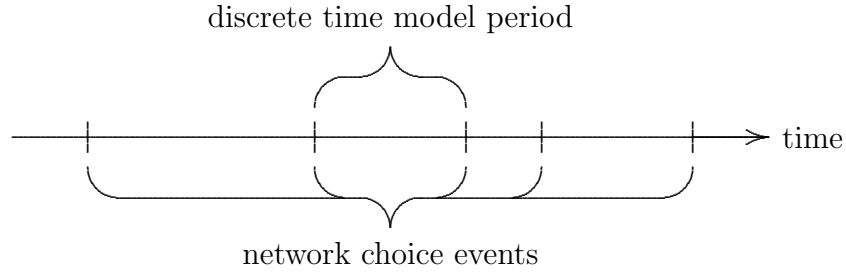 discrete time model period
time
network choice events